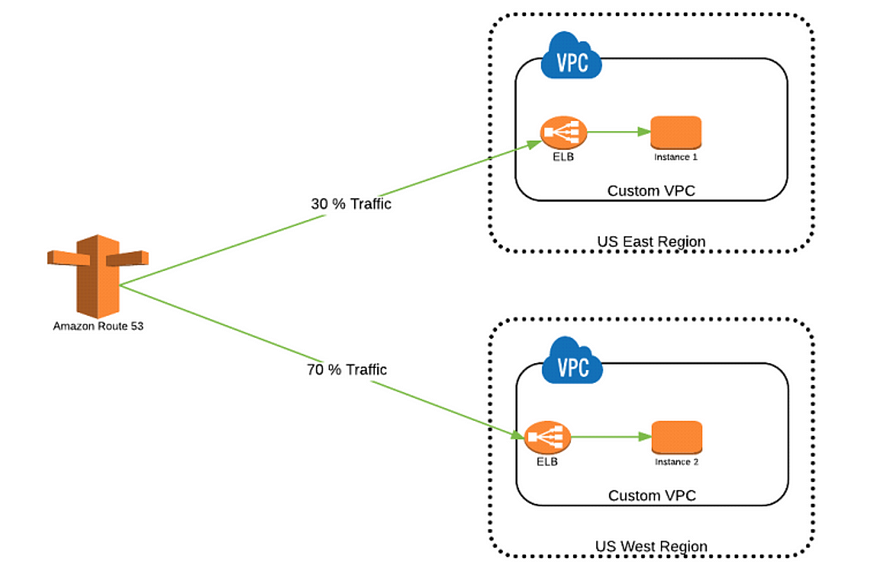 VPC
ELB
Instance 1
Custom VPC
US East Region
30 % Traffic
Amazon Route 53
70 % Traffic
VPC
ELB
Instance 2
Custom VPC
US West Region